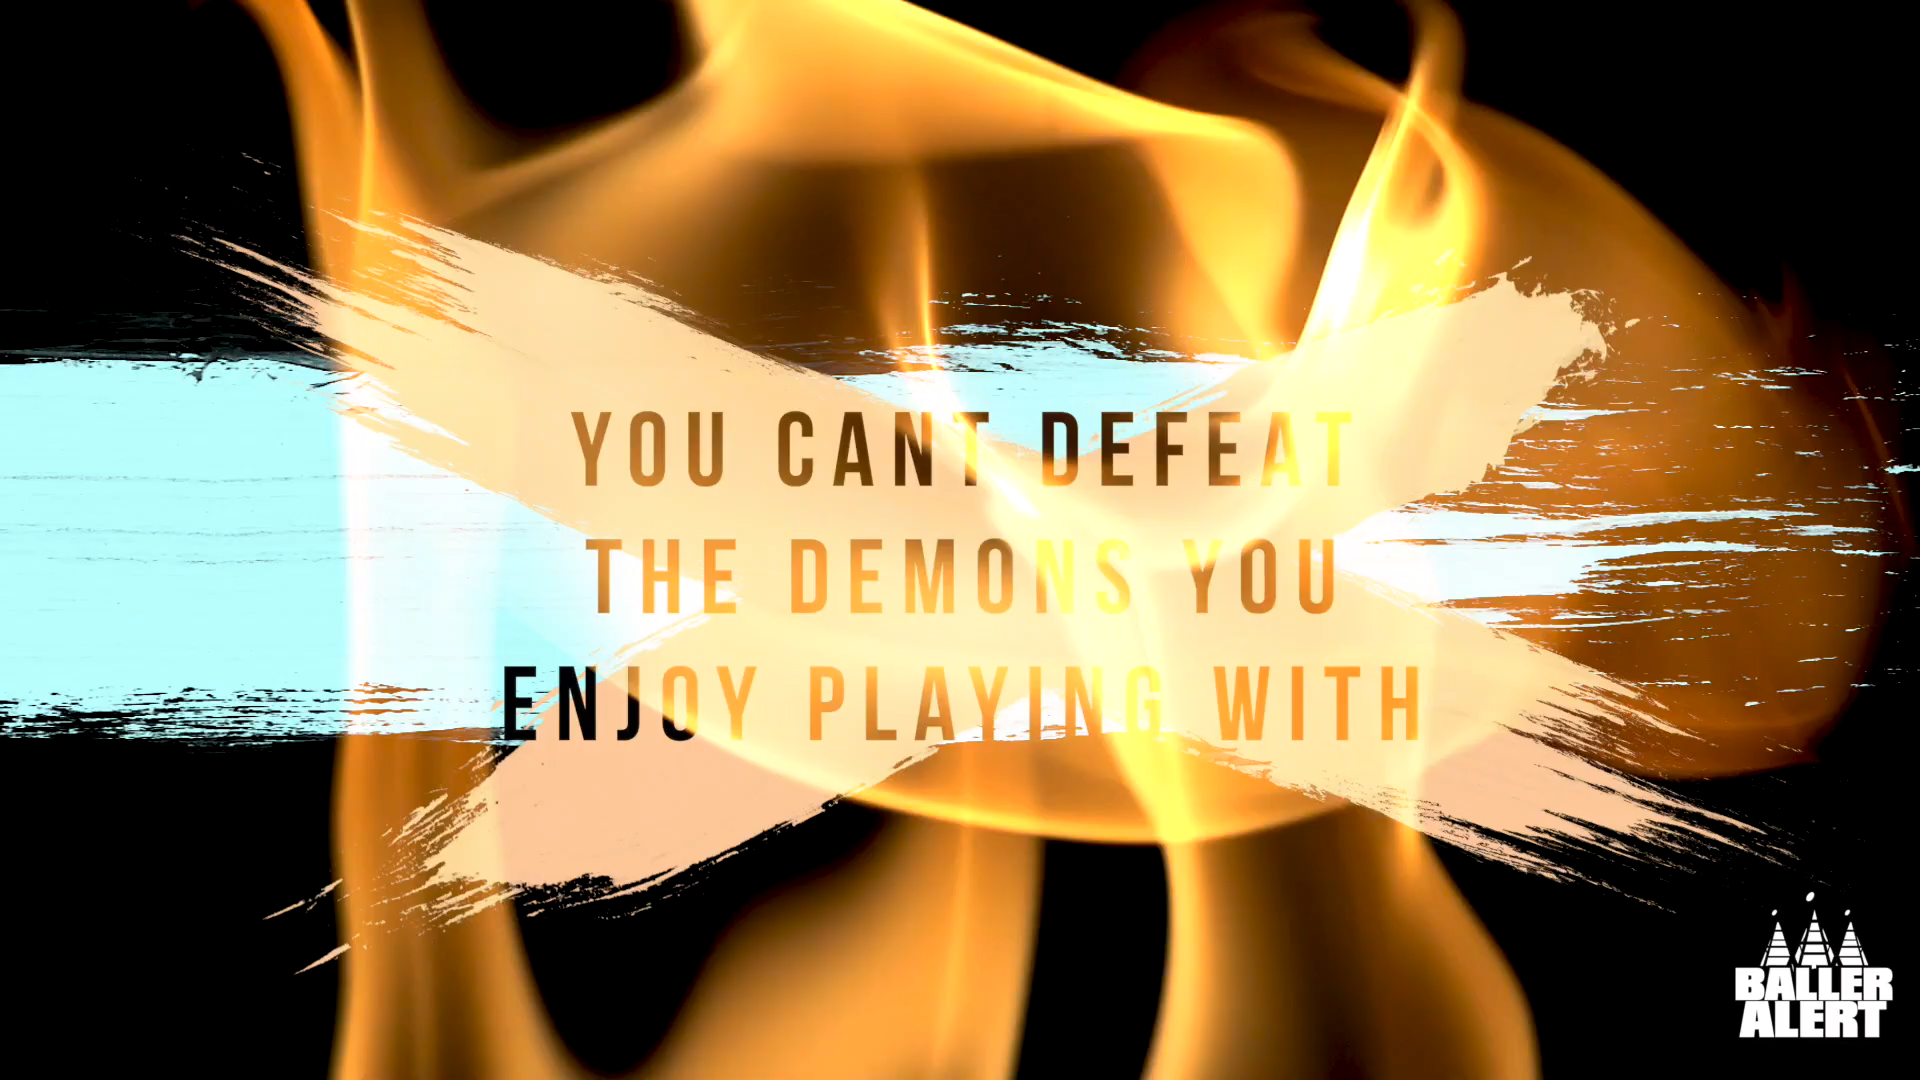 YOU CANT DEFEAT
THE DEMONS YOU
ENJOY PLAYING WITH
BALLER
ALERT